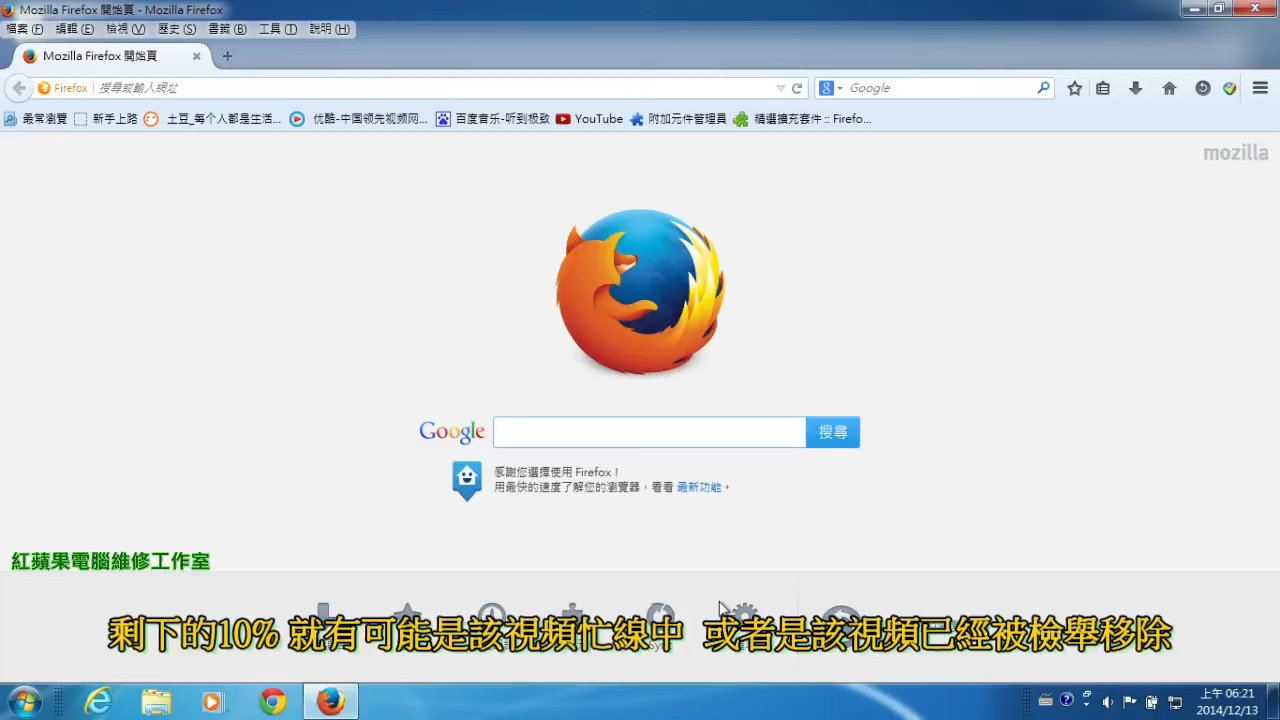 Mozilla Firefox 開始頁 - Mozilla Firefox
檔案 (F) 編輯 (E) 檢視 (V) 歷史 (S) 書籤 (B) 工具 (T) 說明 (H)
Mozilla Firefox 開始頁
Firefox 搜尋或輸入網址 Google
最常瀏覽 新手上路 土豆_每个人都是生活... 优酷-中国领先视频网... 百度音乐-听到极致 YouTube 附加元件管理員 精選擴充套件 :: Firefo...
mozilla
Google 搜尋
感謝您選擇使用 Firefox！
用最快的速度了解您的瀏覽器，看看 最新功能。
紅蘋果電腦維修工作室
剩下的10% 就有可能是該視頻忙線中 或者是該視頻已經被檢舉移除
上午 06:21
2014/12/13